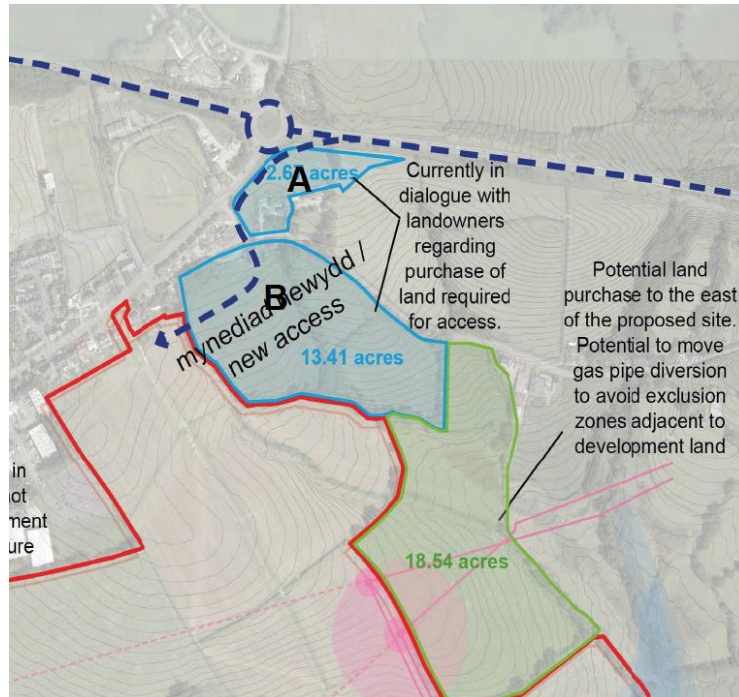 A
2.67 acres
Currently in
dialogue with
landowners
regarding
purchase of
land required
for access.
B
mynediad newydd /
new access
13.41 acres
Potential land
purchase to the east
of the proposed site.
Potential to move
gas pipe diversion
to avoid exclusion
zones adjacent to
development land
in
ment
ure
18.54 acres